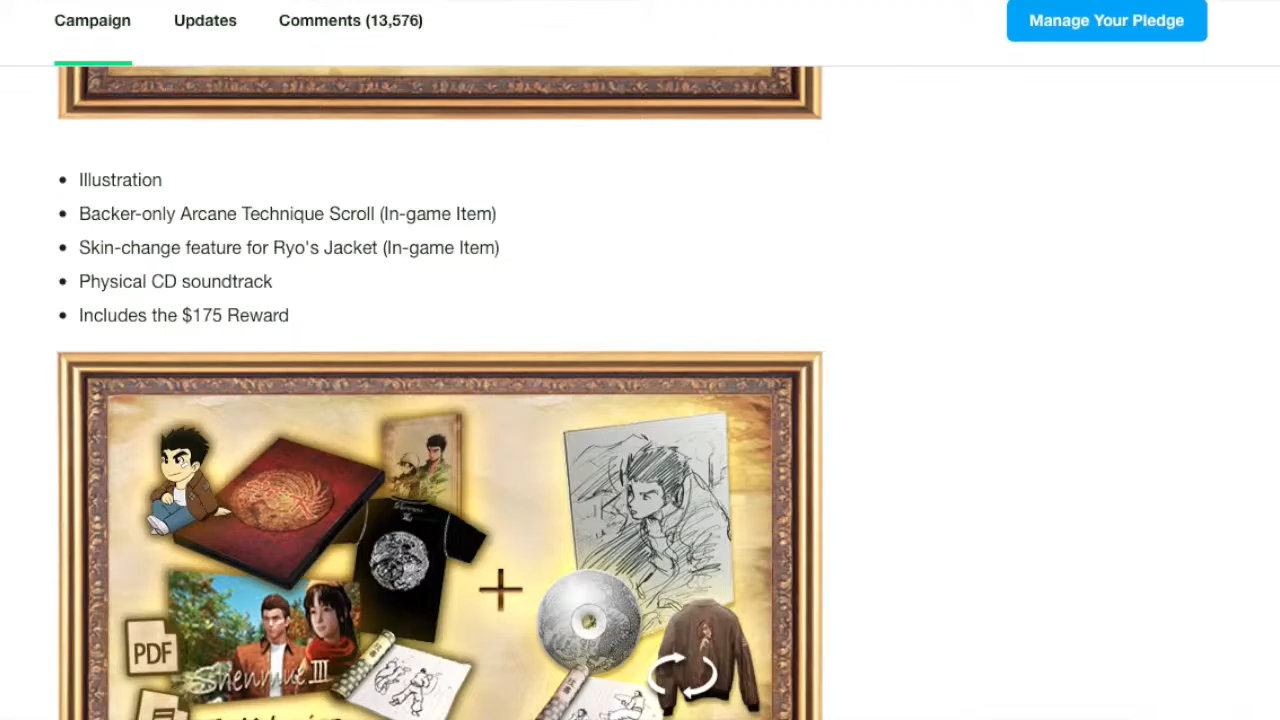 Campaign
Updates
Comments (13,576)
Manage Your Pledge
Illustration
Backer-only Arcane Technique Scroll (In-game Item)
Skin-change feature for Ryo's Jacket (In-game Item)
Physical CD soundtrack
Includes the $175 Reward
PDF
Shenmue III